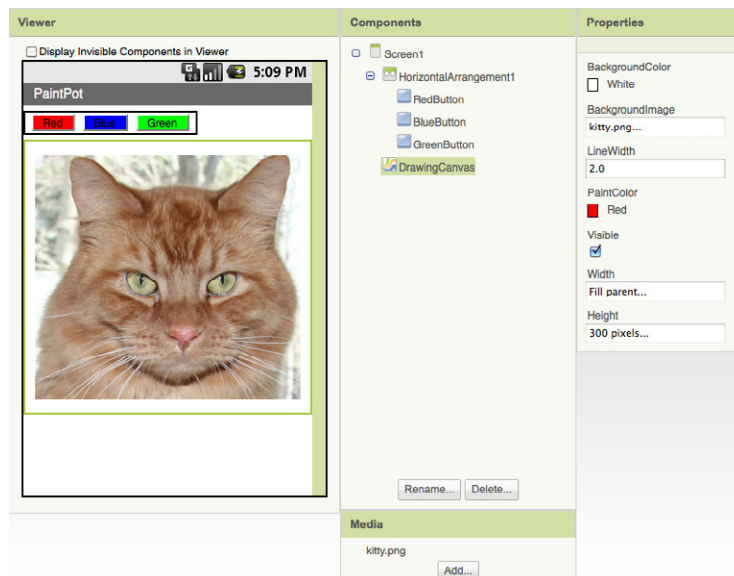 Viewer
Display Invisible Components in Viewer
5:09 PM
PaintPot
Red Blue Green
Components
Screen1
HorizontalArrangement1
RedButton
BlueButton
GreenButton
DrawingCanvas
Rename... Delete...
Media
kitty.png
Add...
Properties
BackgroundColor
White
BackgroundImage
kitty.png...
LineWidth
2.0
PaintColor
Red
Visible
Width
Fill parent...
Height
300 pixels...